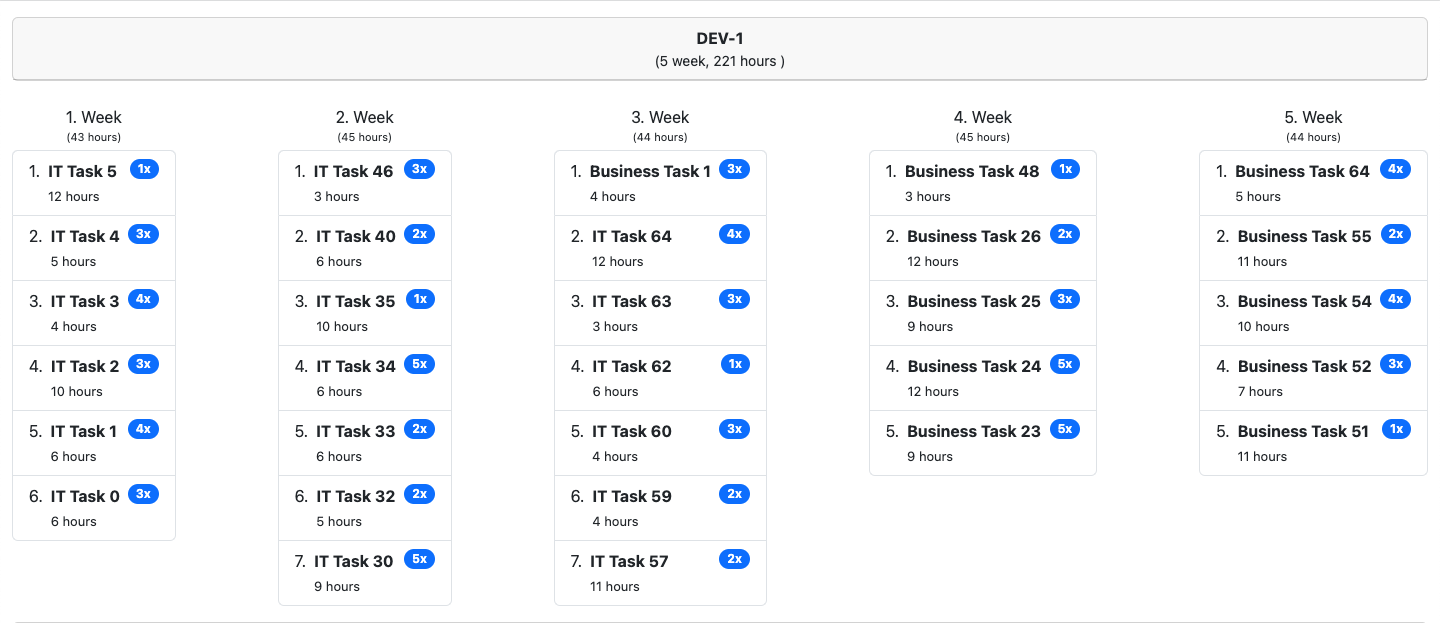 DEV-1
(5 week, 221 hours )
1. Week
(43 hours)
1. IT Task 5 1x
12 hours
2. IT Task 4 3x
5 hours
3. IT Task 3 4x
4 hours
4. IT Task 2 3x
10 hours
5. IT Task 1 4x
6 hours
6. IT Task 0 3x
6 hours
2. Week
(45 hours)
1. IT Task 46 3x
3 hours
2. IT Task 40 2x
6 hours
3. IT Task 35 1x
10 hours
4. IT Task 34 5x
6 hours
5. IT Task 33 2x
6 hours
6. IT Task 32 2x
5 hours
7. IT Task 30 5x
9 hours
3. Week
(44 hours)
1. Business Task 1 3x
4 hours
2. IT Task 64 4x
12 hours
3. IT Task 63 3x
3 hours
4. IT Task 62 1x
6 hours
5. IT Task 60 3x
4 hours
6. IT Task 59 2x
4 hours
7. IT Task 57 2x
11 hours
4. Week
(45 hours)
1. Business Task 48 1x
3 hours
2. Business Task 26 2x
12 hours
3. Business Task 25 3x
9 hours
4. Business Task 24 5x
12 hours
5. Business Task 23 5x
9 hours
5. Week
(44 hours)
1. Business Task 64 4x
5 hours
2. Business Task 55 2x
11 hours
3. Business Task 54 4x
10 hours
4. Business Task 52 3x
7 hours
5. Business Task 51 1x
11 hours